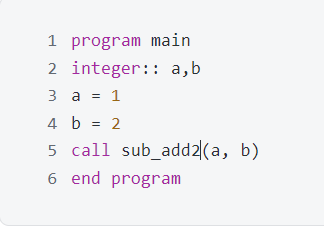 1 program main
2 integer:: a,b
3 a = 1
4 b = 2
5 call sub_add2(a, b)
6 end program